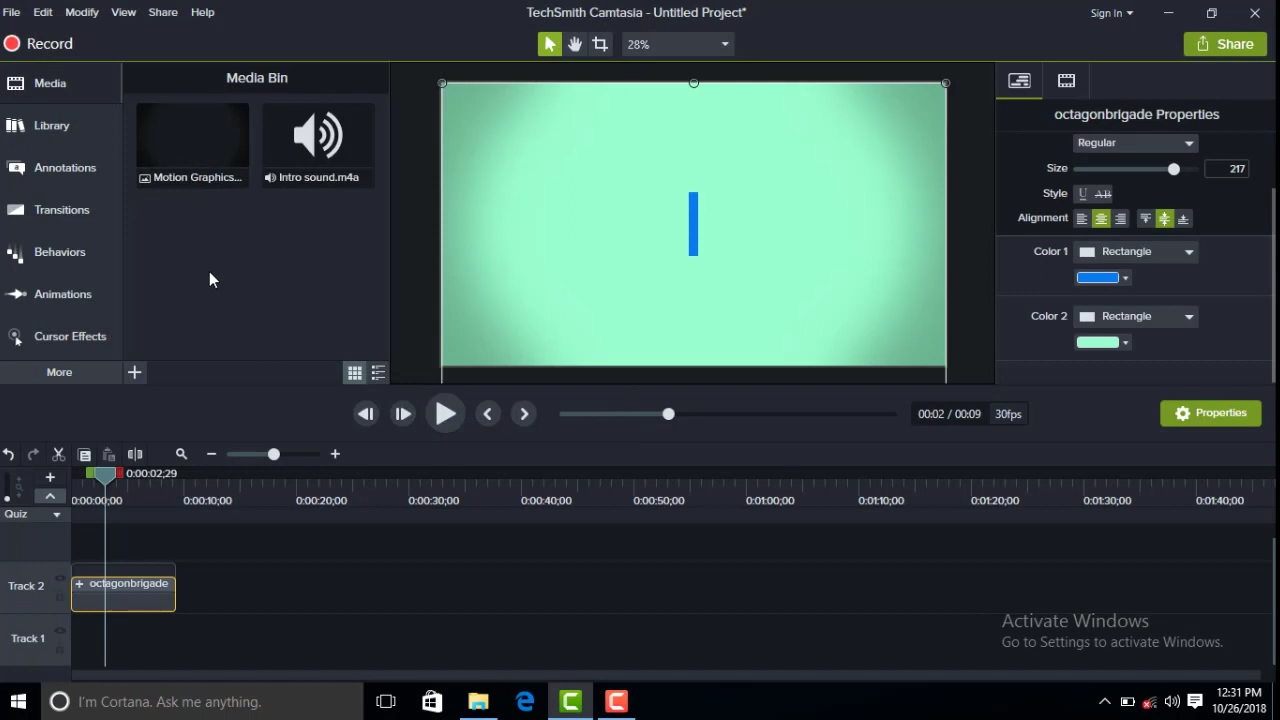 File Edit Modify View Share Help
TechSmith Camtasia - Untitled Project*
Sign In
Record
28%
Share
Media
Library
Annotations
Transitions
Behaviors
Animations
Cursor Effects
More
Media Bin
Motion Graphics...
Intro sound.m4a
octagonbrigade Properties
Regular
Size 217
Style U AB
Alignment
Color 1 Rectangle
Color 2 Rectangle
00:02 / 00:09 30fps
Properties
0:00:02;29
0:00:00;00 0:00:10;00 0:00:20;00 0:00:30;00 0:00:40;00 0:00:50;00 0:01:00;00 0:01:10;00 0:01:20;00 0:01:30;00 0:01:40;00
Quiz
Track 2
octagonbrigade
Track 1
Activate Windows
Go to Settings to activate Windows.
I'm Cortana. Ask me anything.
12:31 PM
10/26/2018